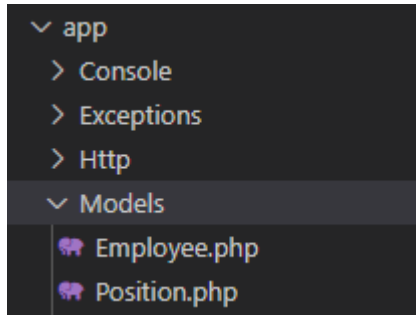 app
Console
Exceptions
Http
Models
Employee.php
Position.php